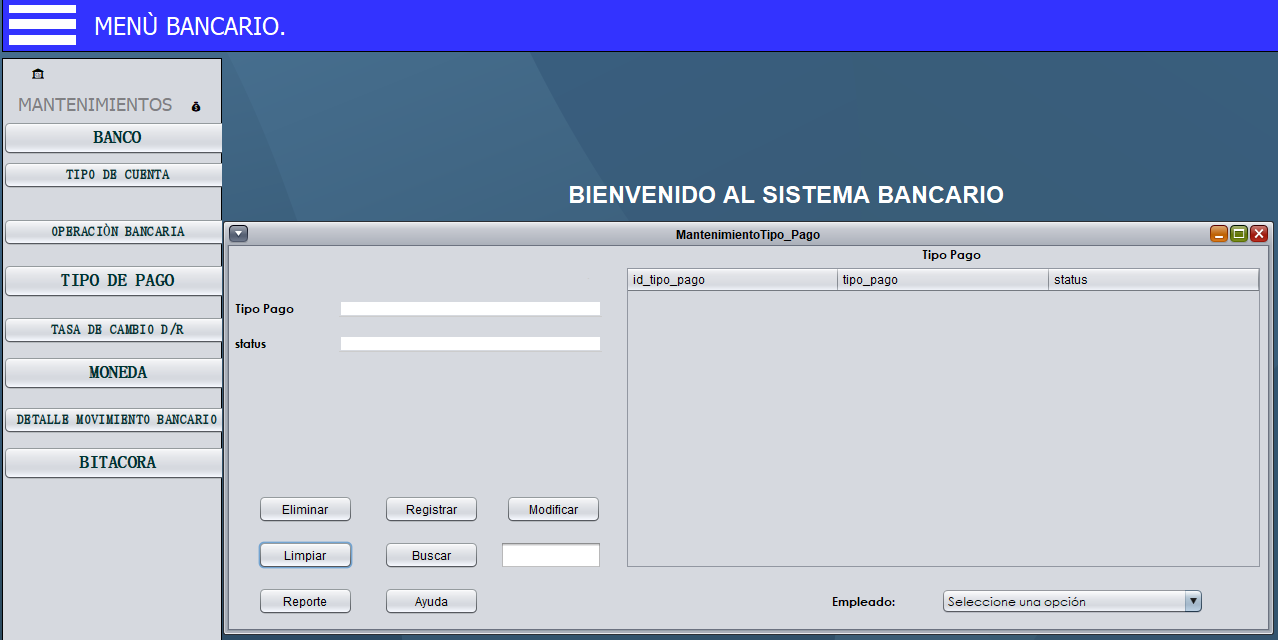 MENÙ BANCARIO.
MANTENIMIENTOS
BANCO
TIPO DE CUENTA
OPERACIÒN BANCARIA
TIPO DE PAGO
TASA DE CAMBIO D/R
MONEDA
DETALLE MOVIMIENTO BANCARIO
BITACORA
BIENVENIDO AL SISTEMA BANCARIO
MantenimientoTipo_Pago
Tipo Pago
status
Eliminar Registrar Modificar
Limpiar Buscar
Reporte Ayuda
Tipo Pago
id_tipo_pago tipo_pago status
Empleado: Seleccione una opción